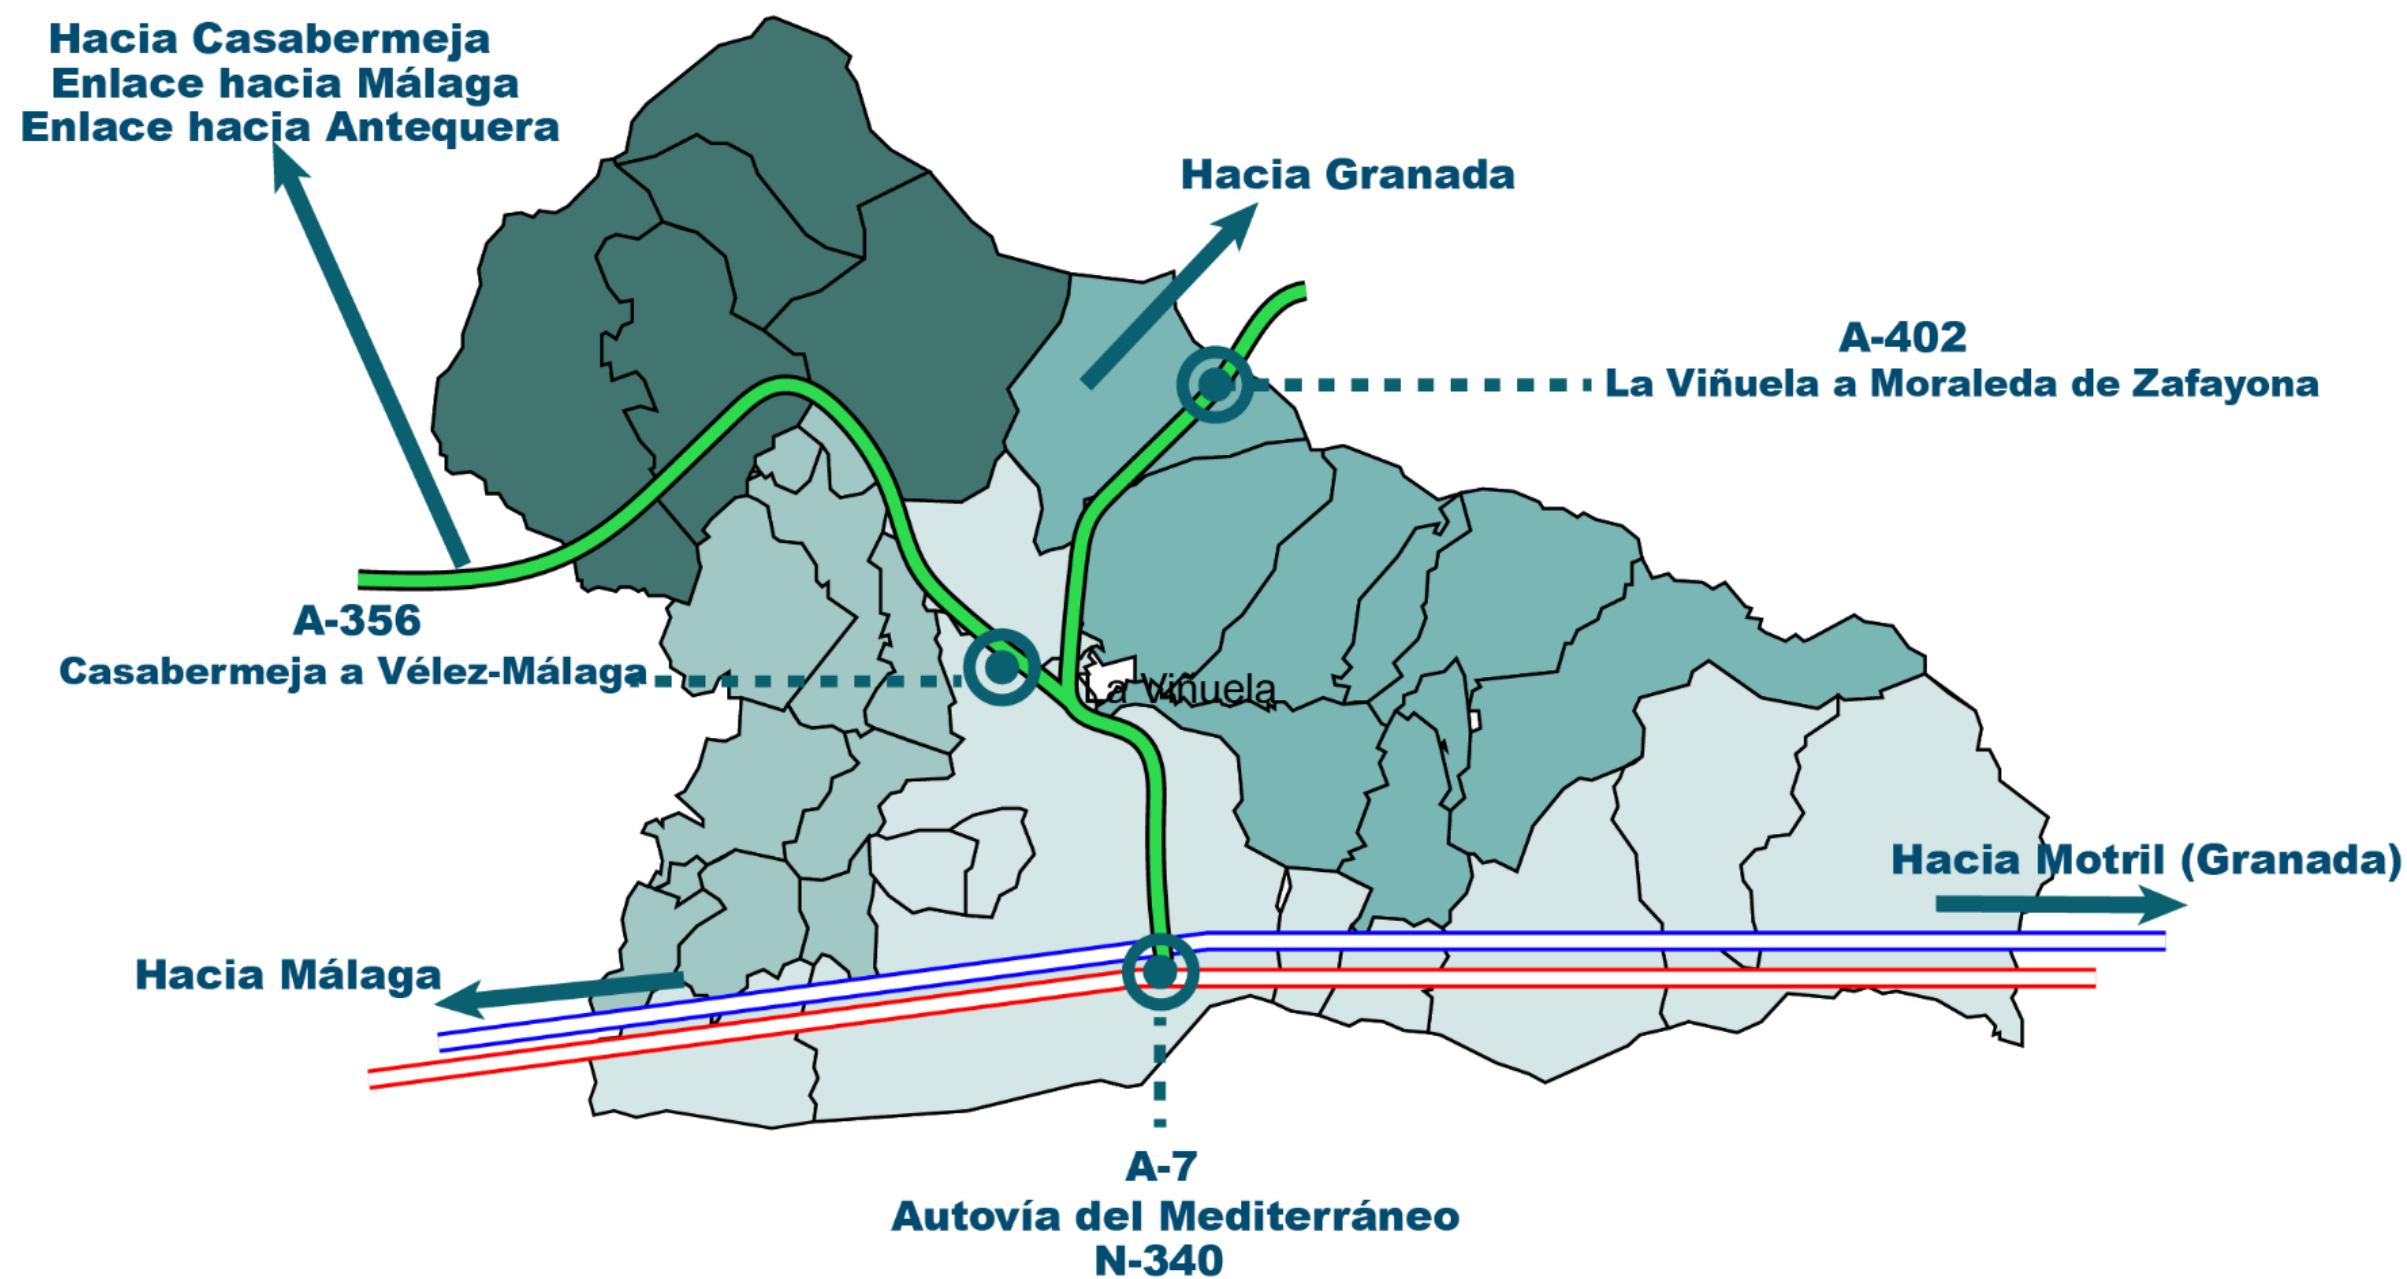 Hacia Casabermeja
Enlace hacia Málaga
Enlace hacia Antequera
Hacia Granada
A-402
La Viñuela a Moraleda de Zafayona
A-356
Casabermeja a Vélez-Málaga
La Viñuela
Hacia Motril (Granada)
Hacia Málaga
A-7
Autovía del Mediterráneo
N-340